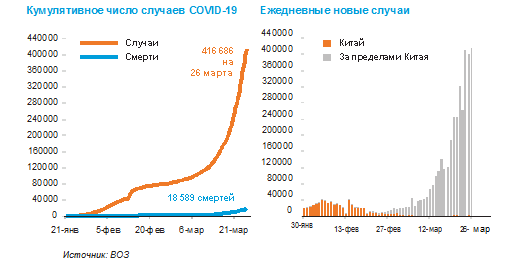 Кумулятивное число случаев COVID-19
440000
400000
360000
320000
280000
240000
200000
160000
120000
80000
40000
0
Случаи
Смерти
416 686
на
26 марта
18 589 смертей
21-янв
5-фев
20-фев
6-мар
21-мар
Источник: ВОЗ
Ежедневные новые случаи
440000
400000
360000
320000
280000
240000
200000
160000
120000
80000
40000
0
Китай
За пределами Китая
30-янв
13-фев
27-фев
12-мар
26- мар